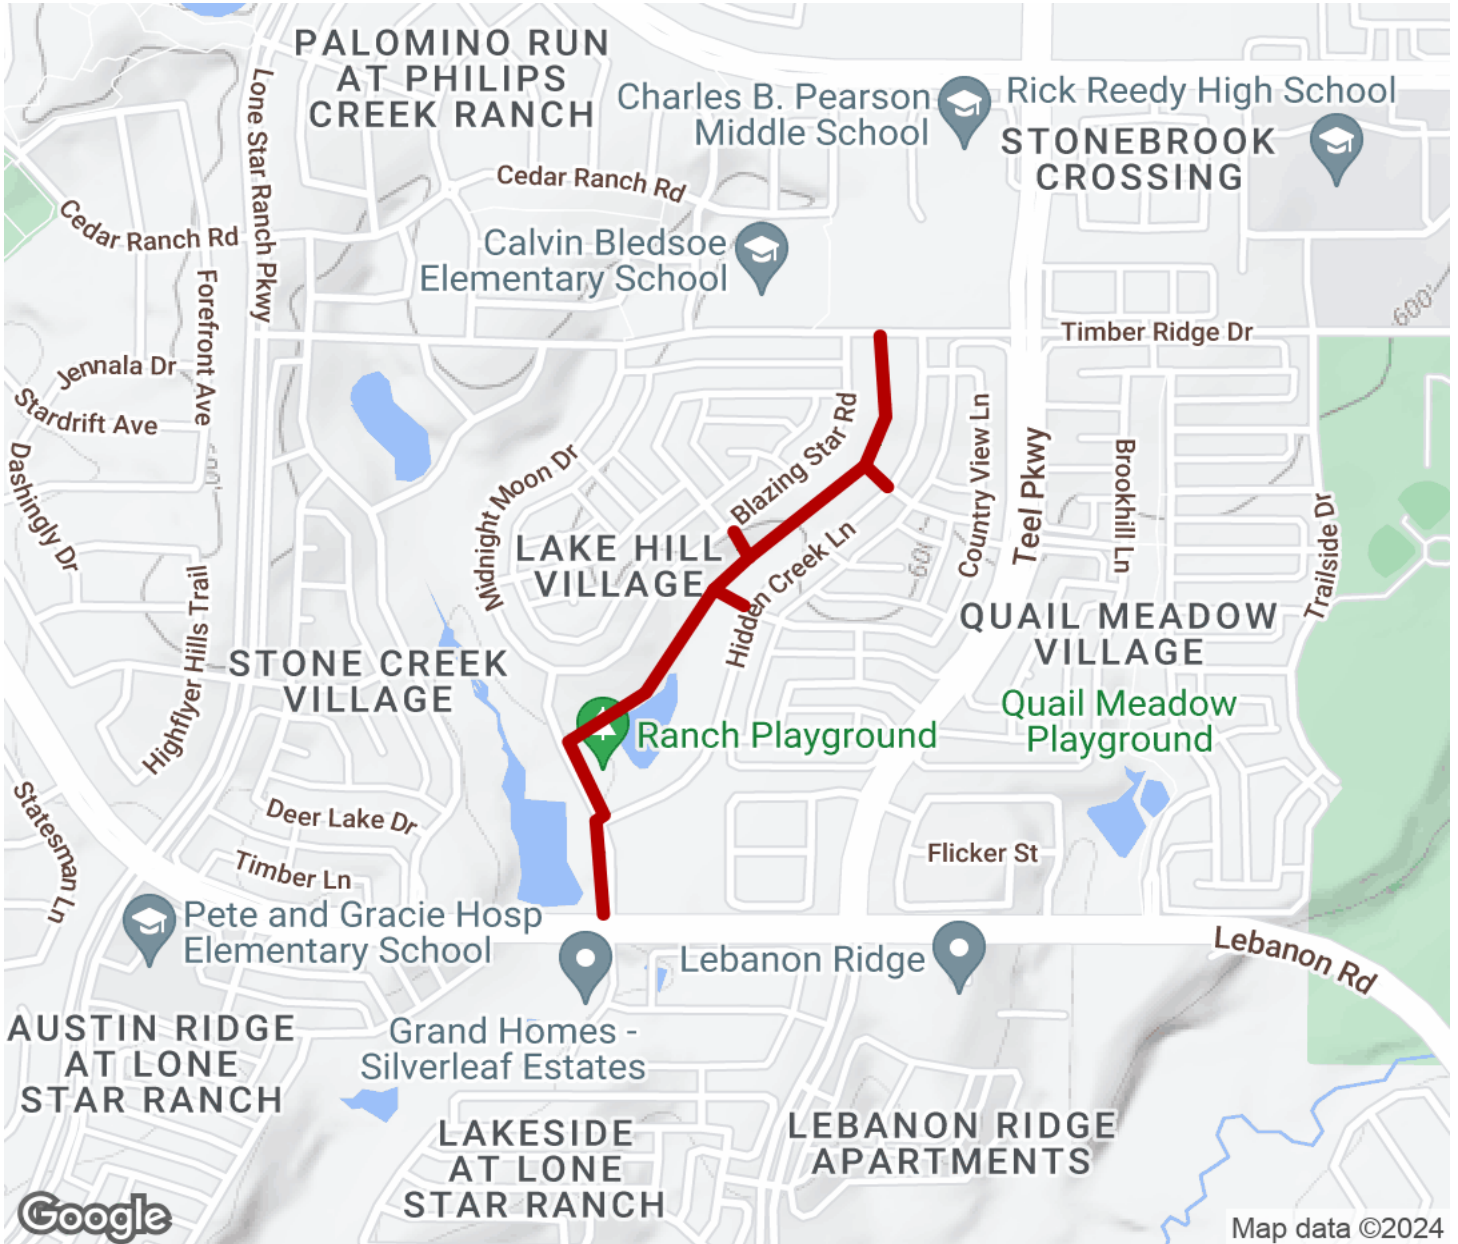 PALOMINO RUN
AT PHILIPS
CREEK RANCH
Charles B. Pearson
Middle School
Rick Reedy High School
STONEBROOK
CROSSING
Lone Star Ranch Pkwy
Cedar Ranch Rd
Cedar Ranch Rd
Calvin Bledsoe
Elementary School
Forefront Ave
600'
Timber Ridge Dr
Jennala Dr
Stardrift Ave
Dashingly Dr
Midnight Moon Dr
Blazing Star Rd
Country View Ln
Teel Pkwy
Brookhill Ln
Trailside Dr
LAKE HILL
VILLAGE
Hidden Creek Ln
Highflyer Hills Trail
STONE CREEK
VILLAGE
QUAIL MEADOW
VILLAGE
Quail Meadow
Playground
Ranch Playground
Statesman Ln
Deer Lake Dr
Timber Ln
Flicker St
Pete and Gracie Hosp
Elementary School
Lebanon Ridge
Lebanon Rd
Grand Homes -
Silverleaf Estates
AUSTIN RIDGE
AT LONE
STAR RANCH
LAKESIDE
AT LONE
STAR RANCH
LEBANON RIDGE
APARTMENTS
Google
Map data ©2024